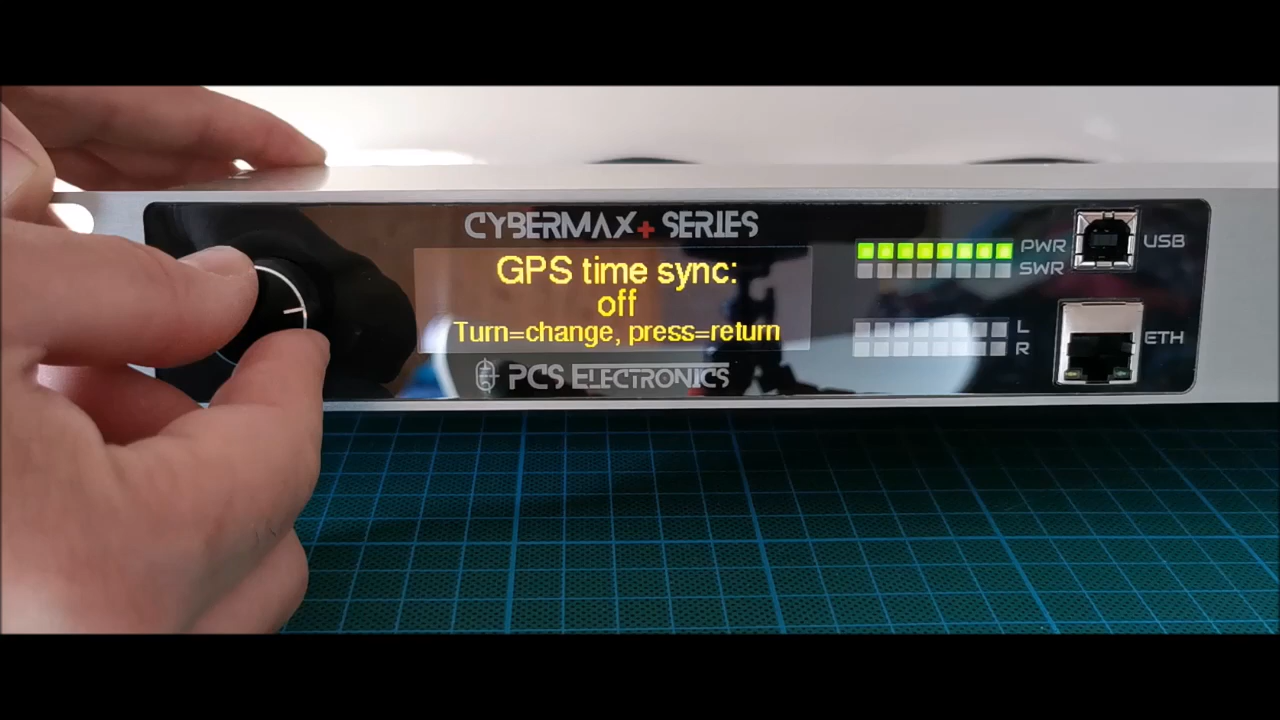 CYBERMAX+ SERIES
GPS time sync:
off
Turn=change, press=return
PCS ELECTRONICS
PWR
SWR
L
R
USB
ETH